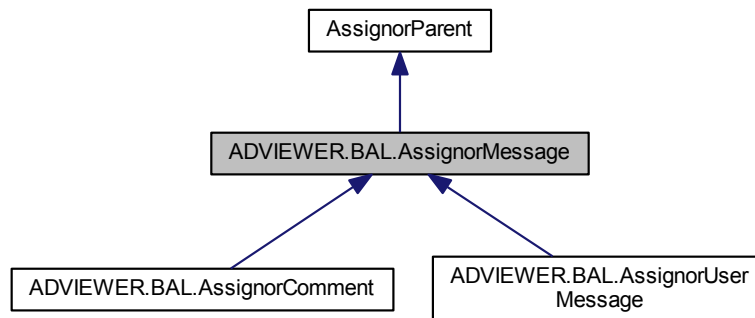 AssignorParent
ADVIEWER.BAL.AssignorMessage
ADVIEWER.BAL.AssignorComment
ADVIEWER.BAL.AssignorUser
Message